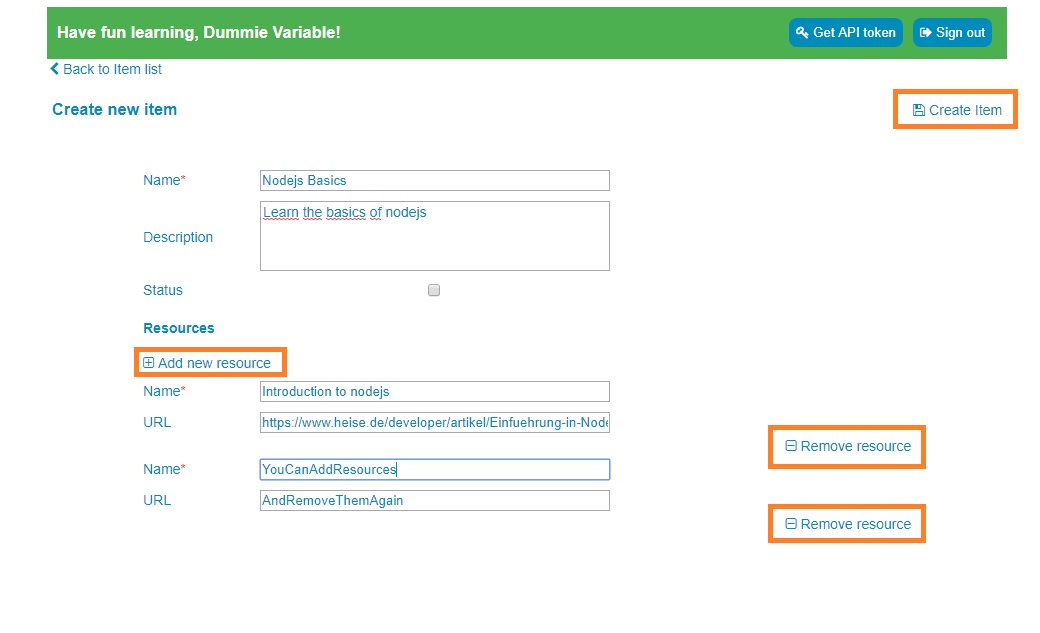 Have fun learning, Dummie Variable!
Get API token
Sign out
Back to Item list
Create new item
Create Item
Name*
Nodejs Basics
Description
Learn the basics of nodejs
Status
Resources
Add new resource
Name*
Introduction to nodejs
URL
https://www.heise.de/developer/artikel/Einfuehrung-in-Node
Remove resource
Name*
YouCanAddResources
URL
AndRemoveThemAgain
Remove resource